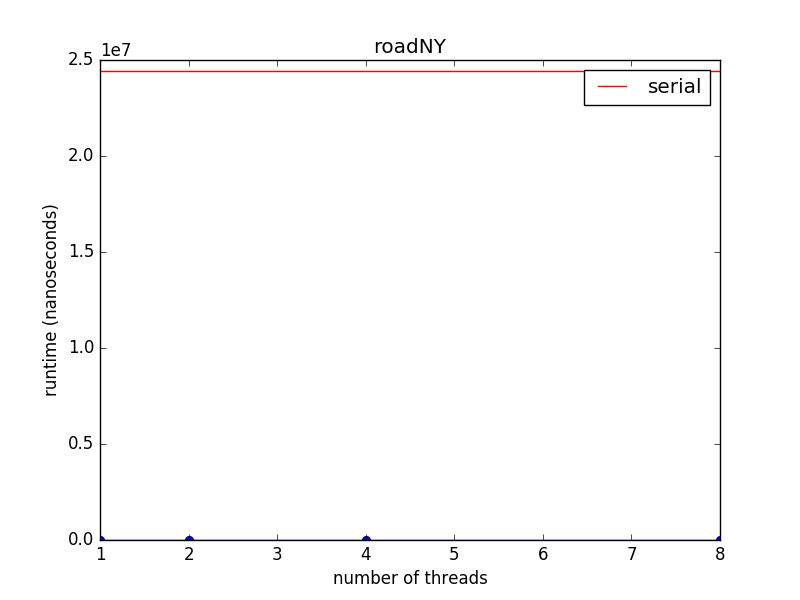 roadNY
1e7
2.5
2.0
1.5
1.0
0.5
0.0
runtime (nanoseconds)
serial
1 2 3 4 5 6 7 8
number of threads